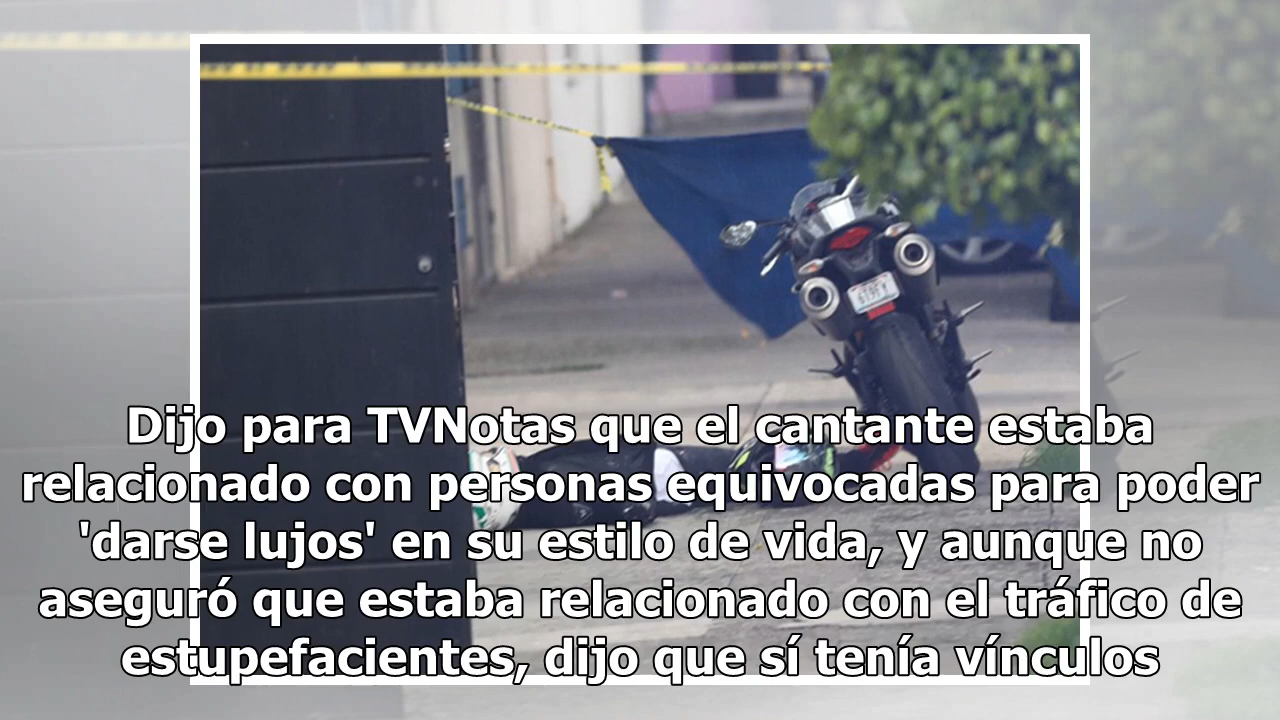 Dijo para TVNotas que el cantante estaba
relacionado con personas equivocadas para poder
'darse lujos' en su estilo de vida, y aunque no
aseguró que estaba relacionado con el tráfico de
estupefacientes, dijo que sí tenía vínculos